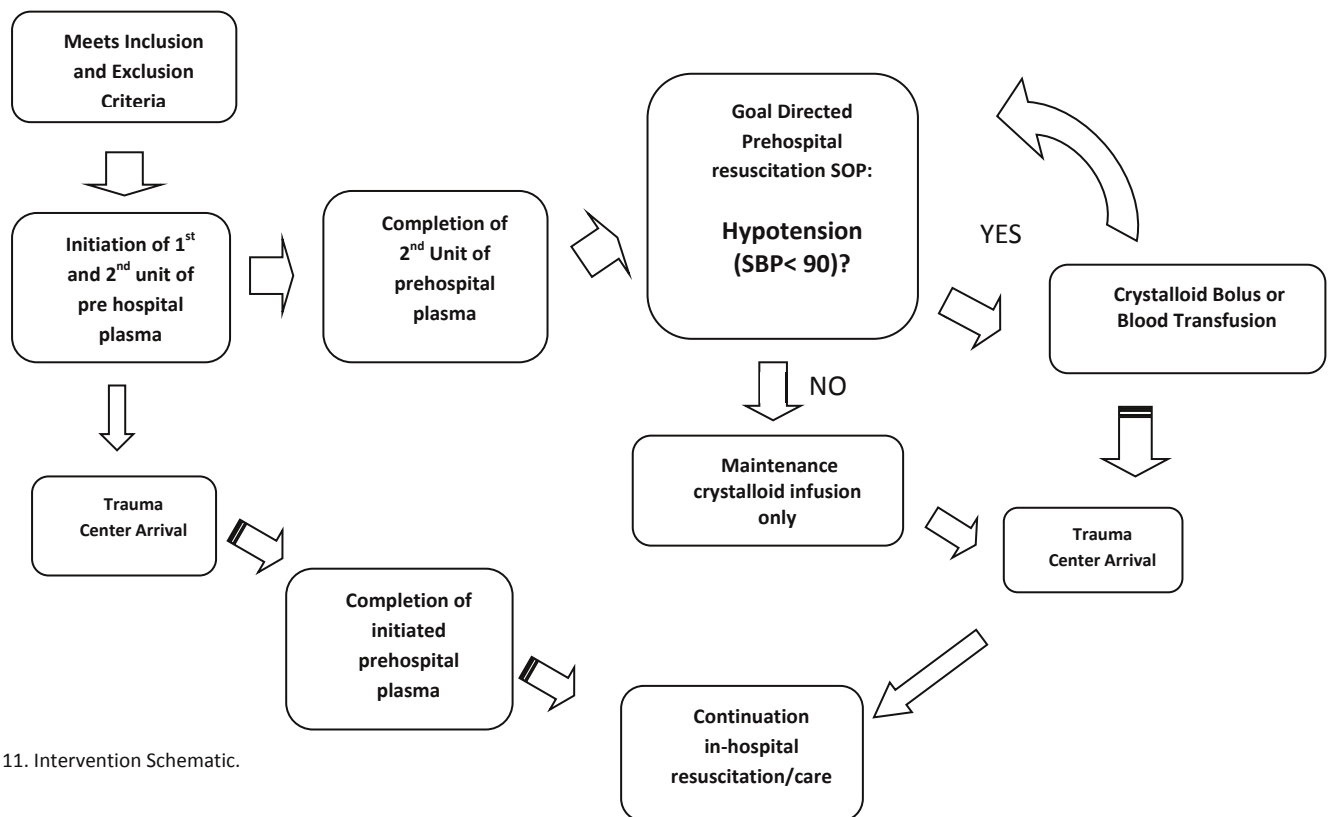 Meets Inclusion
and Exclusion
Criteria
Initiation of 1st
and 2nd unit of
pre hospital
plasma
Completion of
2nd Unit of
prehospital
plasma
Goal Directed
Prehospital
resuscitation SOP:
Hypotension
(SBP< 90)?
YES
Crystalloid Bolus or
Blood Transfusion
NO
Maintenance
crystalloid infusion
only
Trauma
Center Arrival
Trauma
Center Arrival
Completion of
initiated
prehospital
plasma
Continuation
in-hospital
resuscitation/care
11. Intervention Schematic.